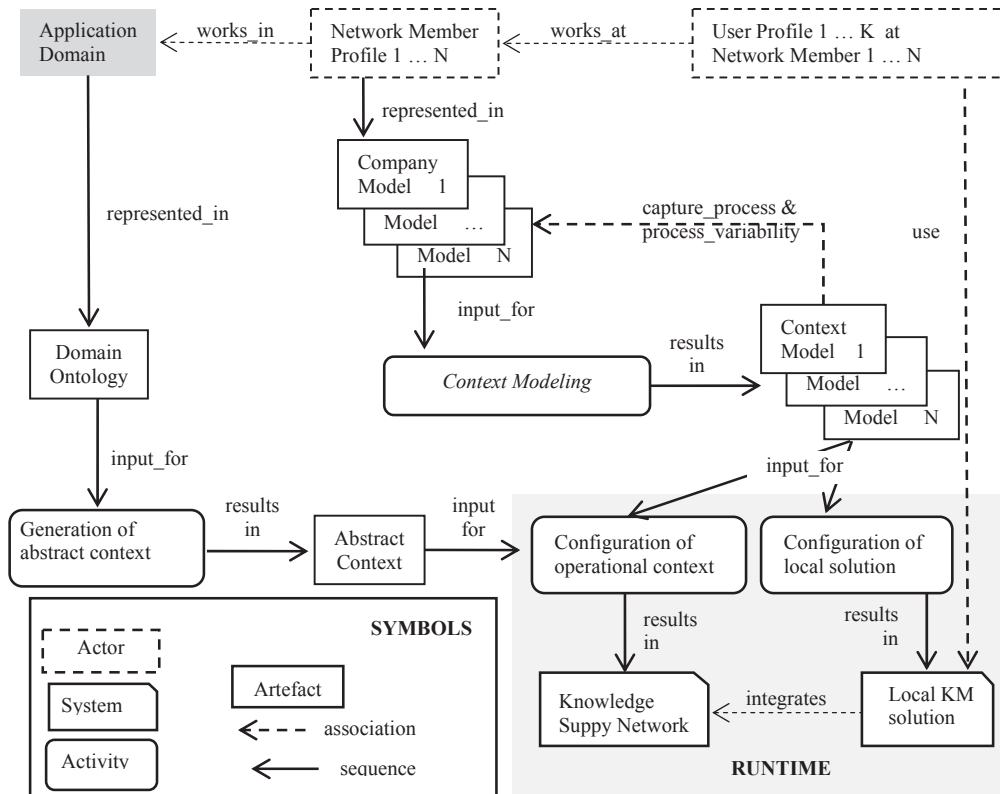 Application
Domain
works_in
Network Member
Profile 1 … N
works_at
User Profile 1 … K at
Network Member 1 … N
represented_in
Company
Model 1
Model …
Model N
capture_process &
process_variability
use
represented_in
input_for
Domain
Ontology
Context Modeling
results
in
Context
Model 1
Model …
Model N
input_for
input_for
Generation of
abstract context
results
in
Abstract
Context
input
for
Configuration of
operational context
Configuration of
local solution
results
in
results
in
Knowledge
Suppy Network
integrates
Local KM
solution
RUNTIME
SYMBOLS
Actor
System
Activity
Artefact
association
sequence